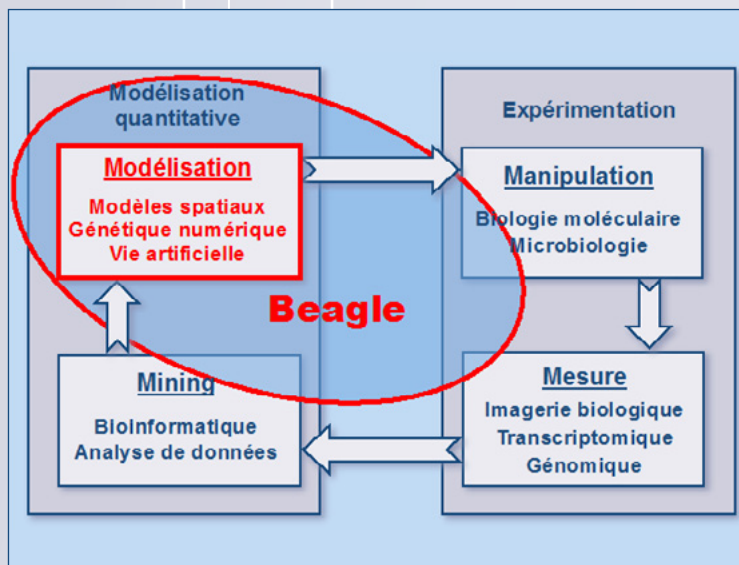 Modélisation
quantitative
Modélisation
Modèles spatiaux
Génétique numérique
Vie artificielle
Expérimentation
Manipulation
Biologie moléculaire
Microbiologie
Beagle
Mining
Bioinformatique
Analyse de données
Mesure
Imagerie biologique
Transcriptomique
Génomique